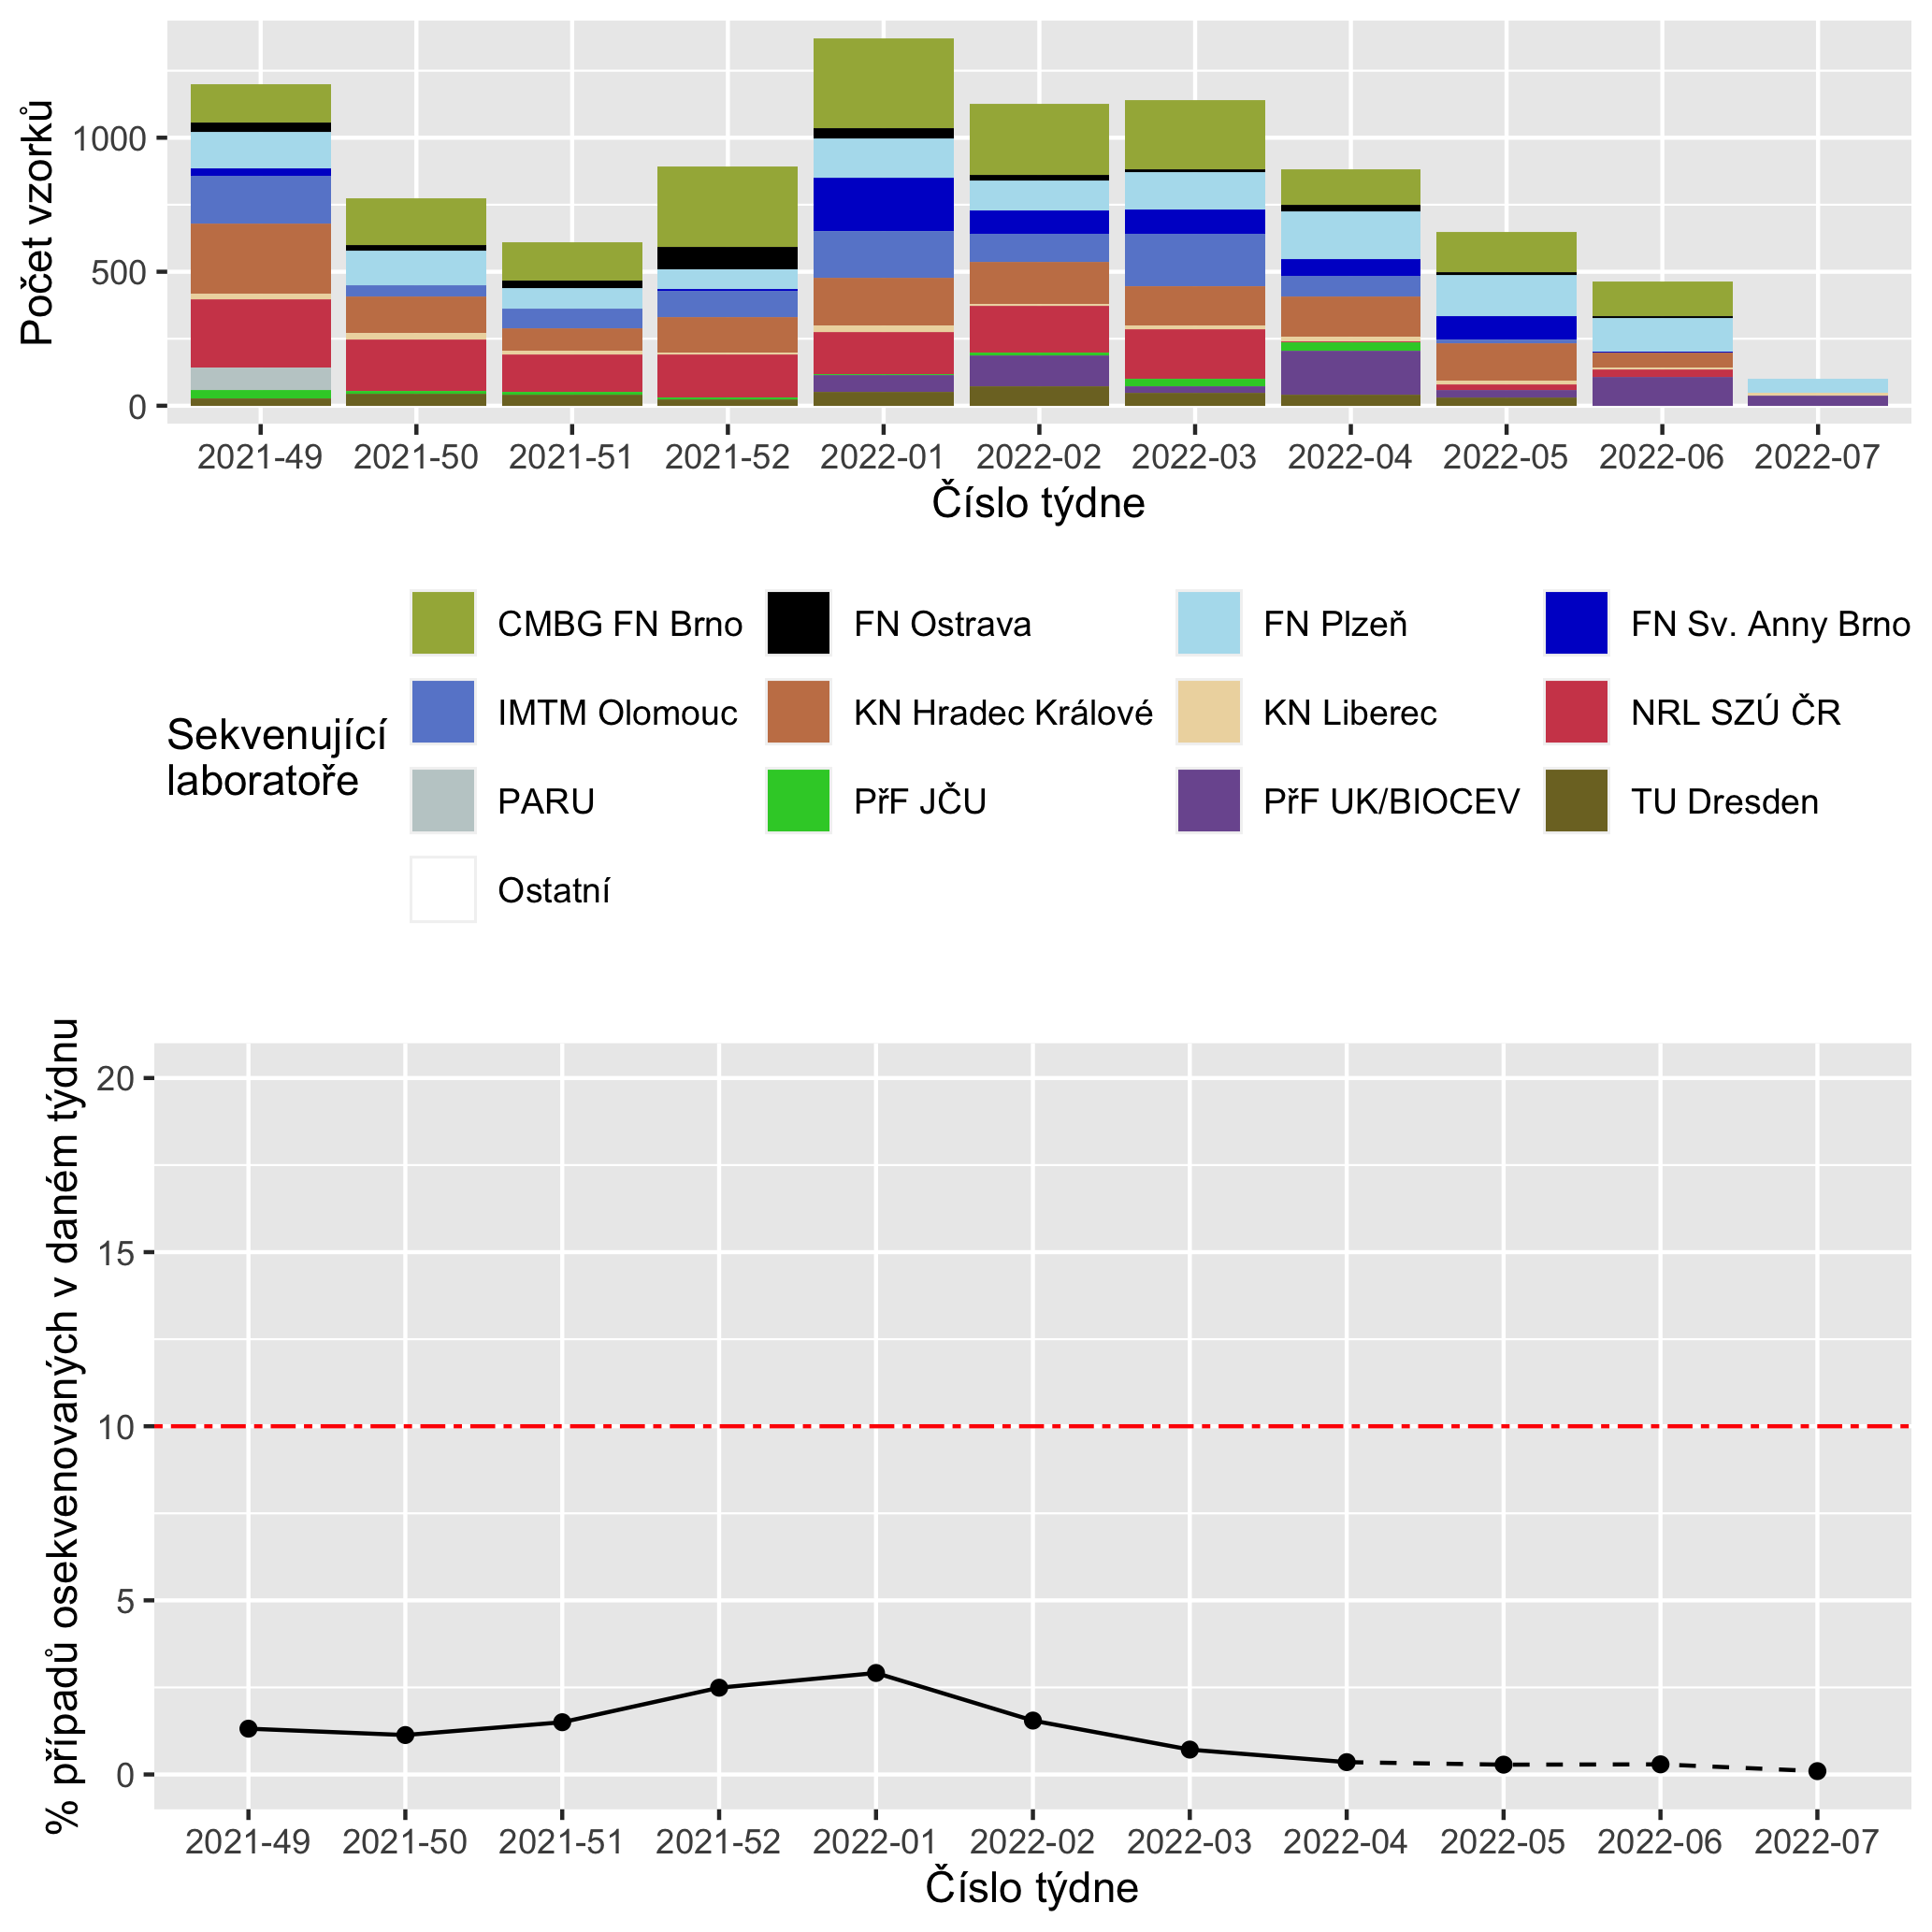 Počet vzorků
1000
500
0
2021-49 2021-50 2021-51 2021-52 2022-01 2022-02 2022-03 2022-04 2022-05 2022-06 2022-07
Číslo týdne
Sekvenující
laboratoře
CMBG FN Brno FN Ostrava FN Plzeň FN Sv. Anny Brno
IMTM Olomouc KN Hradec Králové KN Liberec NRL SZÚ ČR
PARU PřF JČU PřF UK/BIOCEV TU Dresden
Ostatní
% případů osekvenovaných v daném týdnu
20
15
10
5
0
2021-49 2021-50 2021-51 2021-52 2022-01 2022-02 2022-03 2022-04 2022-05 2022-06 2022-07
Číslo týdne